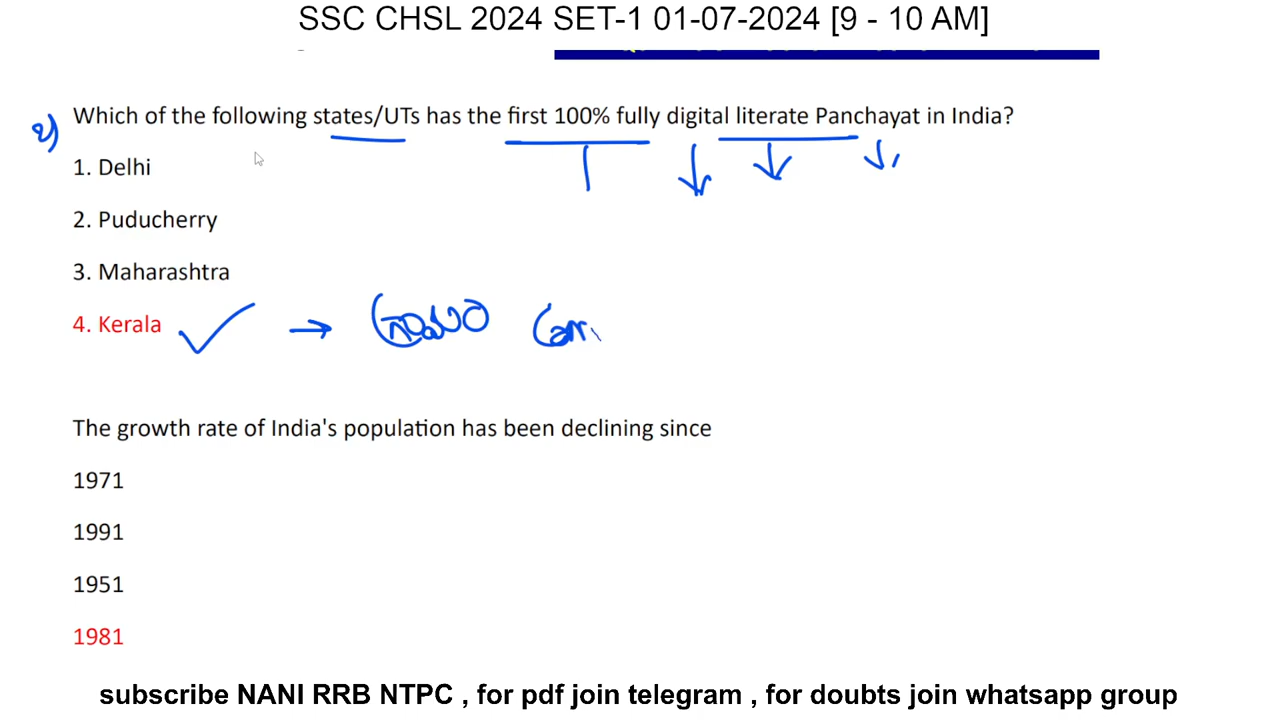 SSC CHSL 2024 SET-1 01-07-2024 [9 - 10 AM]
2) Which of the following states/UTs has the first 100% fully digital literate Panchayat in India?
1. Delhi
2. Puducherry
3. Maharashtra
4. Kerala
The growth rate of India's population has been declining since
1971
1991
1951
1981
subscribe NANI RRB NTPC , for pdf join telegram , for doubts join whatsapp group